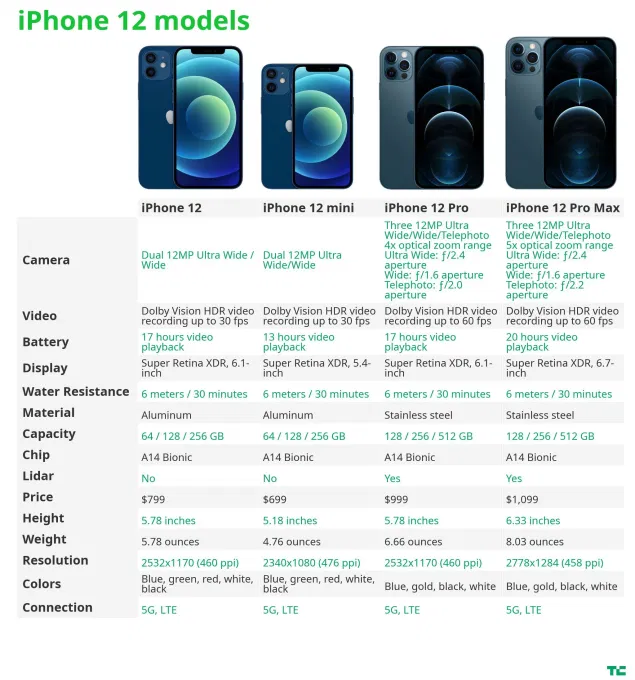 iPhone 12 models
iPhone 12 iPhone 12 mini iPhone 12 Pro iPhone 12 Pro Max
Camera
Dual 12MP Ultra Wide /
Wide
Dual 12MP Ultra
Wide/Wide
Three 12MP Ultra
Wide/Wide/Telephoto
4x optical zoom range
Ultra Wide: ƒ/2.4
aperture
Wide: ƒ/1.6 aperture
Telephoto: ƒ/2.0
aperture
Three 12MP Ultra
Wide/Wide/Telephoto
5x optical zoom range
Ultra Wide: ƒ/2.4
aperture
Wide: ƒ/1.6 aperture
Telephoto: ƒ/2.2
aperture
Video
Dolby Vision HDR video
recording up to 30 fps
Dolby Vision HDR video
recording up to 30 fps
Dolby Vision HDR video
recording up to 60 fps
Dolby Vision HDR video
recording up to 60 fps
Battery
17 hours video
playback
13 hours video
playback
17 hours video
playback
20 hours video
playback
Display
Super Retina XDR, 6.1-
inch
Super Retina XDR, 5.4-
inch
Super Retina XDR, 6.1-
inch
Super Retina XDR, 6.7-
inch
Water Resistance 6 meters / 30 minutes 6 meters / 30 minutes 6 meters / 30 minutes 6 meters / 30 minutes
Material Aluminum Aluminum Stainless steel Stainless steel
Capacity 64 / 128 / 256 GB 64 / 128 / 256 GB 128 / 256 / 512 GB 128 / 256 / 512 GB
Chip A14 Bionic A14 Bionic A14 Bionic A14 Bionic
Lidar No No Yes Yes
Price $799 $699 $999 $1,099
Height 5.78 inches 5.18 inches 5.78 inches 6.33 inches
Weight 5.78 ounces 4.76 ounces 6.66 ounces 8.03 ounces
Resolution 2532x1170 (460 ppi) 2340x1080 (476 ppi) 2532x1170 (460 ppi) 2778x1284 (458 ppi)
Colors
Blue, green, red, white,
black
Blue, green, red, white,
black
Blue, gold, black, white
Blue, gold, black, white
Connection 5G, LTE 5G, LTE 5G, LTE 5G, LTE
TC